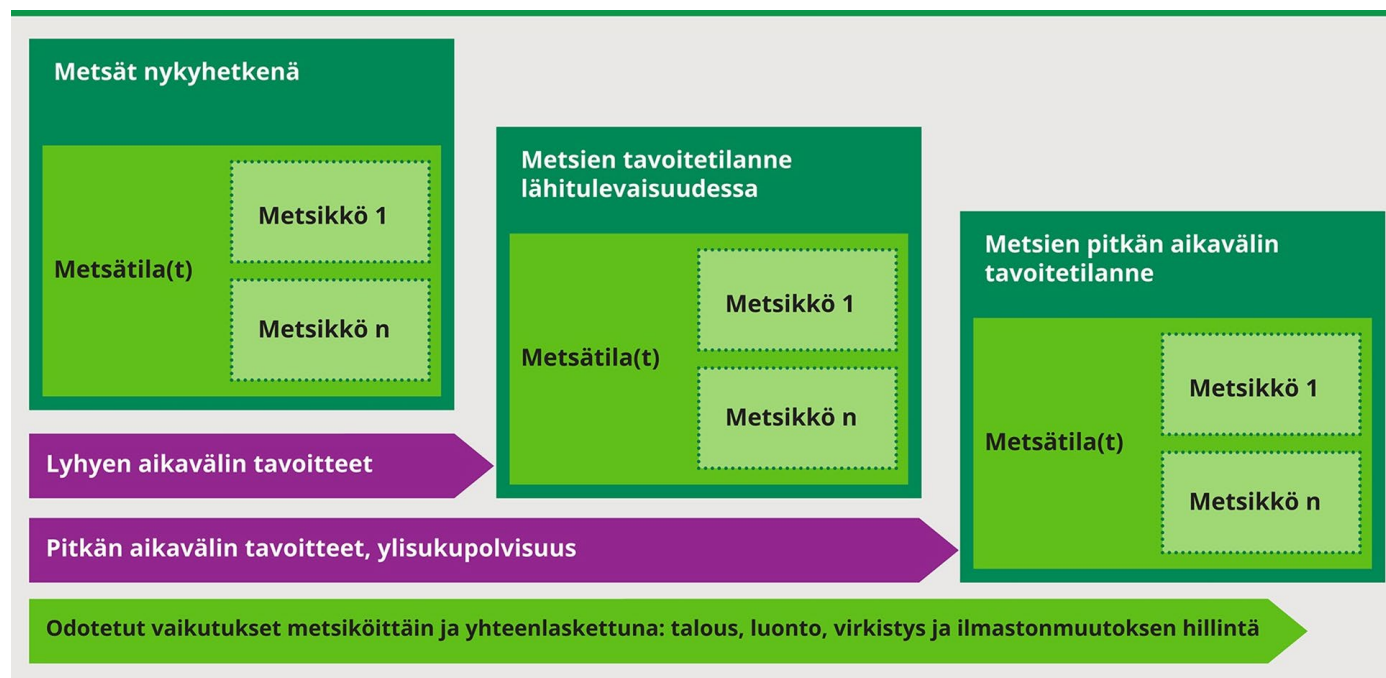 Metsät nykyhetkenä
Metsätila(t)
Metsikkö 1
Metsikkö n
Metsien tavoitetilanne
lähitulevaisuudessa
Metsätila(t)
Metsikkö 1
Metsikkö n
Metsien pitkän aikavälin
tavoitetilanne
Metsätila(t)
Metsikkö 1
Metsikkö n
Lyhyen aikavälin tavoitteet
Pitkän aikavälin tavoitteet, ylisukupolvisuus
Odotetut vaikutukset metsiköittäin ja yhteenlaskettuna: talous, luonto, virkistys ja ilmastonmuutoksen hillintä